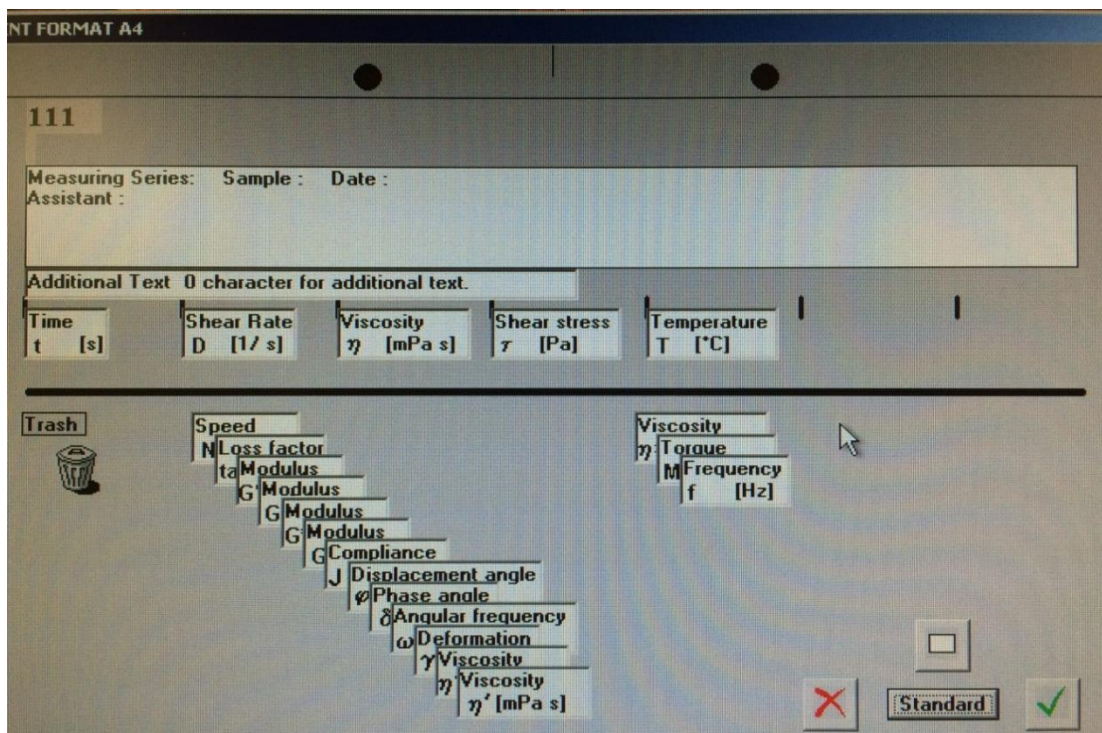 NT FORMAT A4
111
Measuring Series: Sample : Date :
Assistant :
Additional Text 0 character for additional text.
Time Shear Rate Viscosity Shear stress Temperature
t [s] D [1/ s] η [mPa s] τ [Pa] T [°C]
Trash
Speed
N
Loss factor
ta
Modulus
G'
Modulus
G
Modulus
G
Modulus
G
Compliance
J
Displacement angle
φ
Phase angle
δ
Angular frequency
ω
Deformation
γ
Viscosity
η
Viscosity
η′ [mPa s]
Viscosity
η
Torque
M
Frequency
f [Hz]
Standard